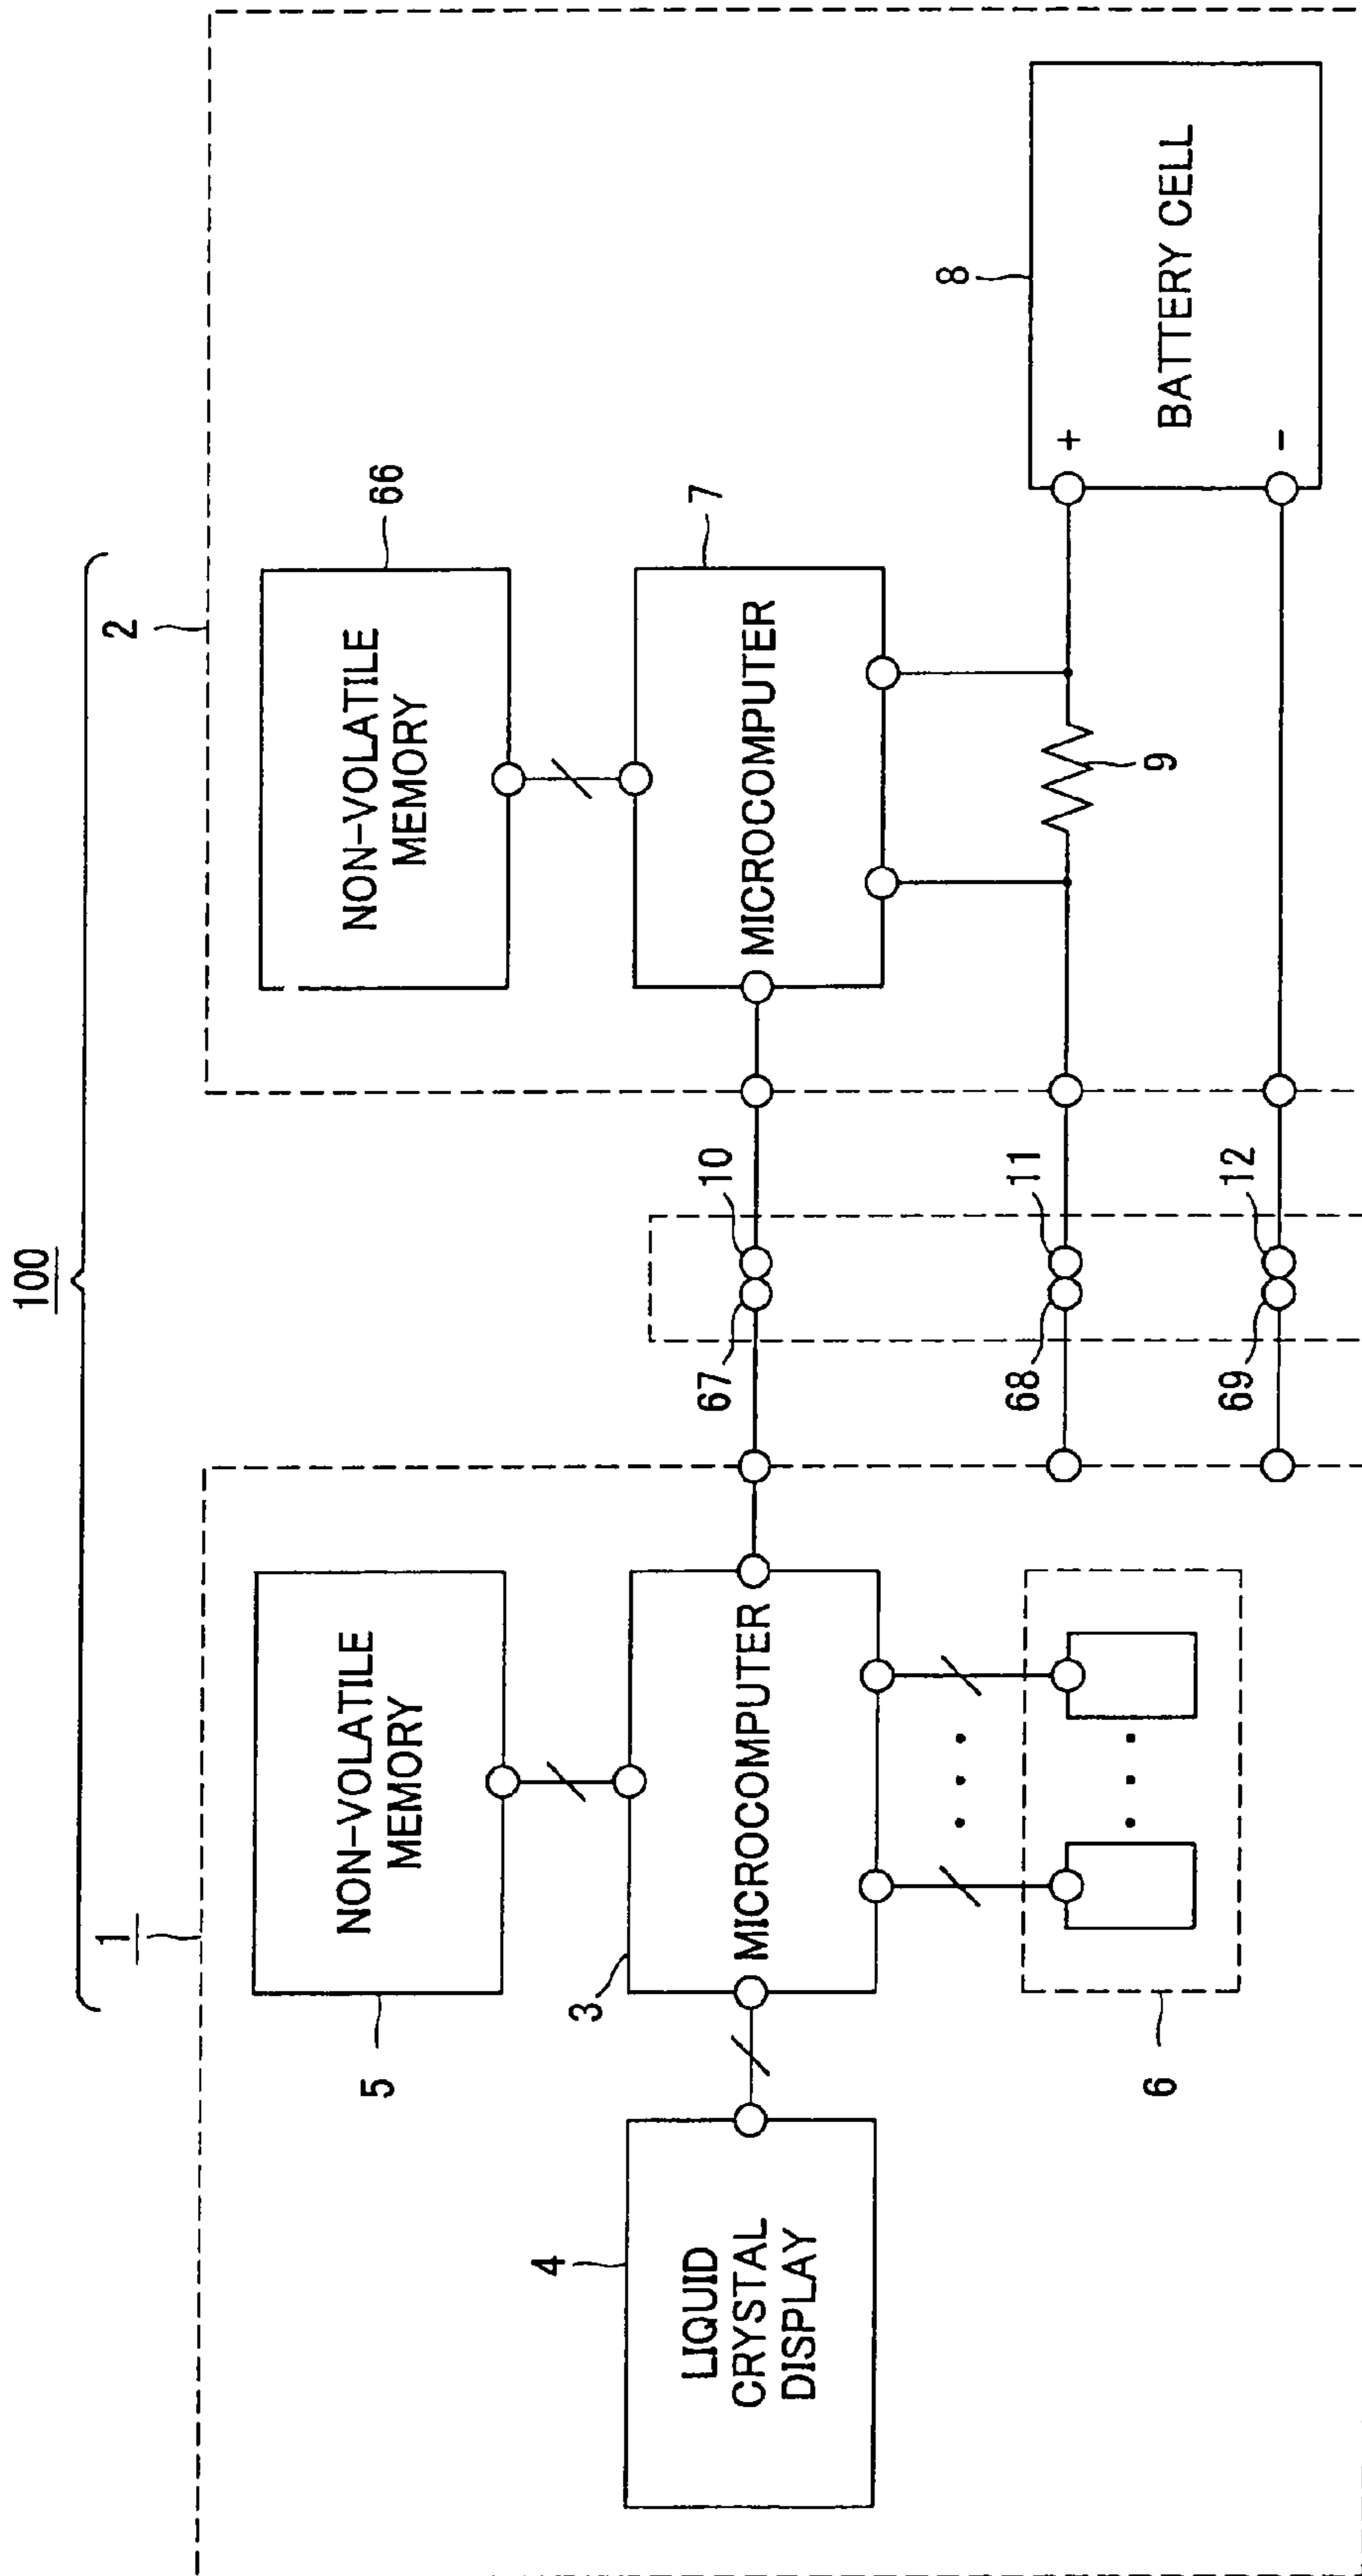 100
1
2
5
NON-VOLATILE
MEMORY
66
NON-VOLATILE
MEMORY
4
LIQUID
CRYSTAL
DISPLAY
3
MICROCOMPUTER
67
10
7
MICROCOMPUTER
6
68
11
9
8
+
-
BATTERY CELL
69
12